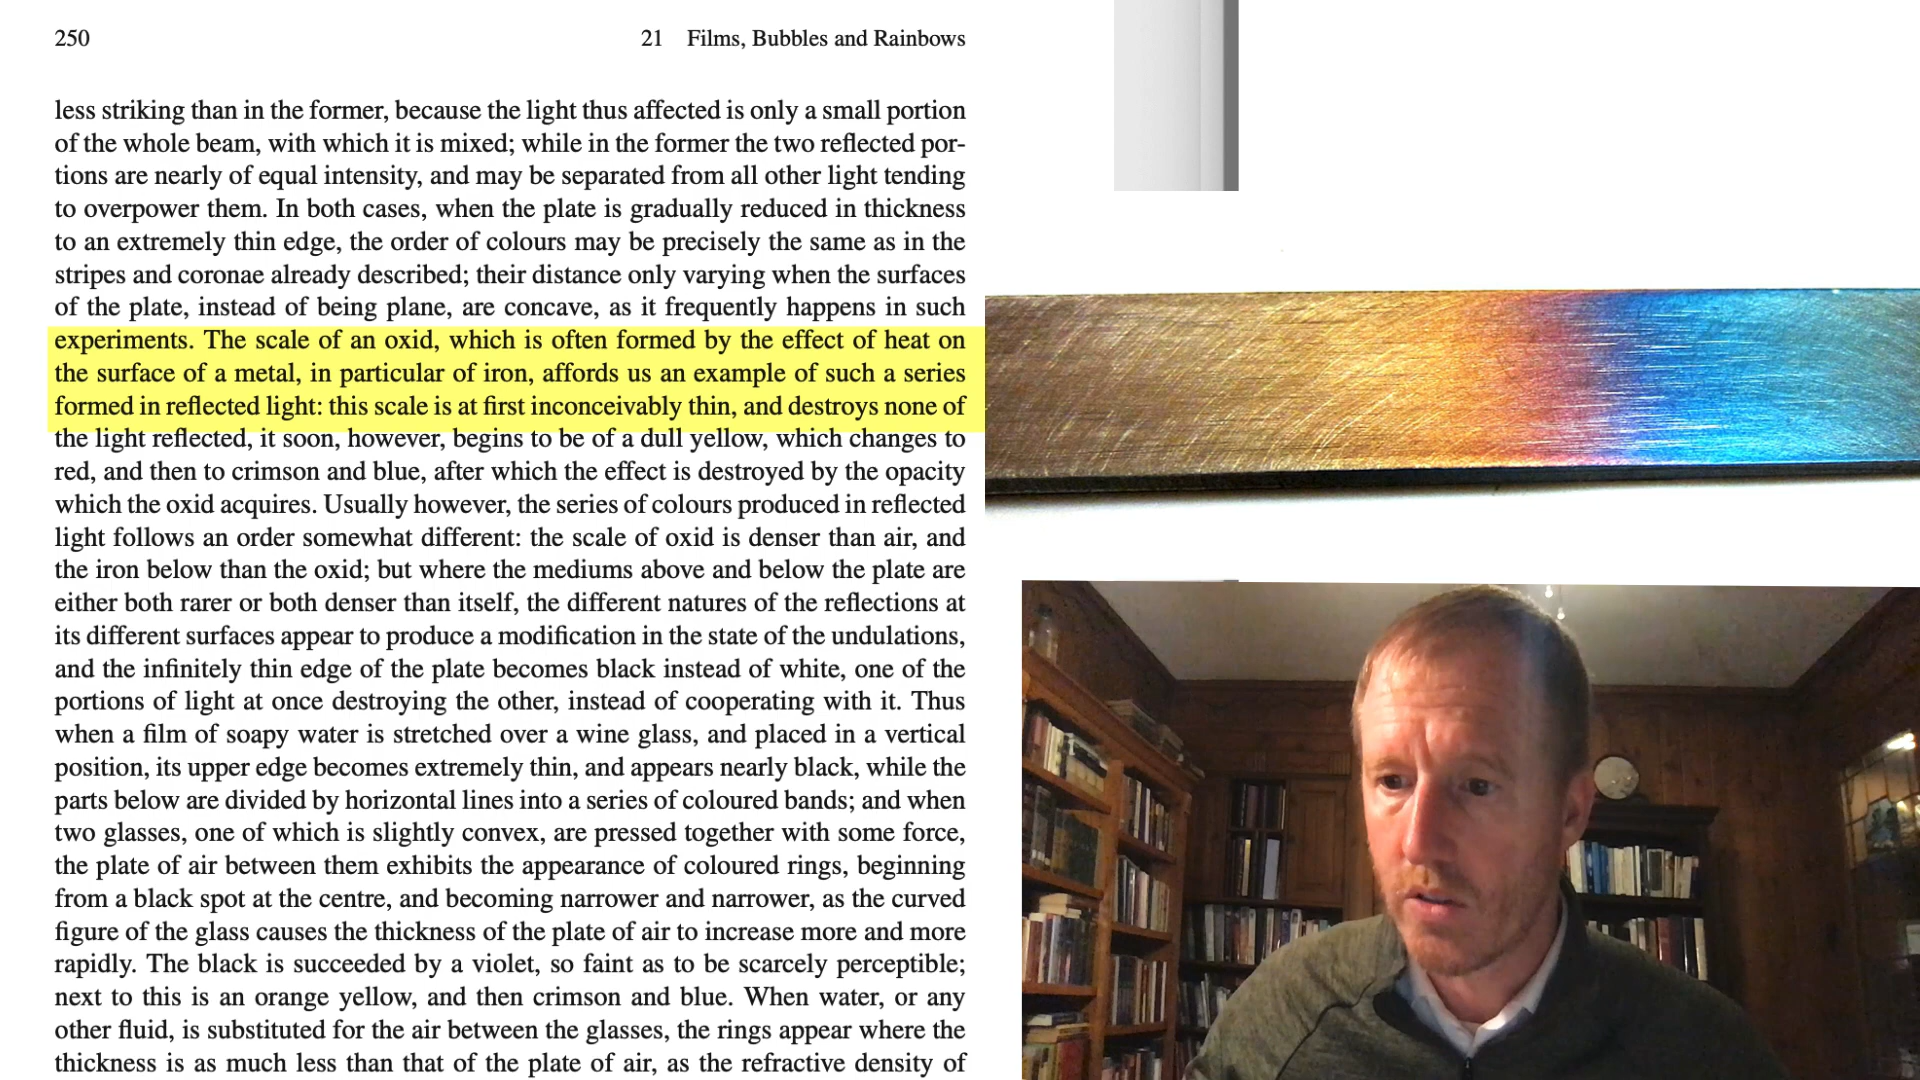 250
21 Films, Bubbles and Rainbows
less striking than in the former, because the light thus affected is only a small portion
of the whole beam, with which it is mixed; while in the former the two reflected por-
tions are nearly of equal intensity, and may be separated from all other light tending
to overpower them. In both cases, when the plate is gradually reduced in thickness
to an extremely thin edge, the order of colours may be precisely the same as in the
stripes and coronae already described; their distance only varying when the surfaces
of the plate, instead of being plane, are concave, as it frequently happens in such
experiments. The scale of an oxid, which is often formed by the effect of heat on
the surface of a metal, in particular of iron, affords us an example of such a series
formed in reflected light: this scale is at first inconceivably thin, and destroys none of
the light reflected, it soon, however, begins to be of a dull yellow, which changes to
red, and then to crimson and blue, after which the effect is destroyed by the opacity
which the oxid acquires. Usually however, the series of colours produced in reflected
light follows an order somewhat different: the scale of oxid is denser than air, and
the iron below than the oxid; but where the mediums above and below the plate are
either both rarer or both denser than itself, the different natures of the reflections at
its different surfaces appear to produce a modification in the state of the undulations,
and the infinitely thin edge of the plate becomes black instead of white, one of the
portions of light at once destroying the other, instead of cooperating with it. Thus
when a film of soapy water is stretched over a wine glass, and placed in a vertical
position, its upper edge becomes extremely thin, and appears nearly black, while the
parts below are divided by horizontal lines into a series of coloured bands; and when
two glasses, one of which is slightly convex, are pressed together with some force,
the plate of air between them exhibits the appearance of coloured rings, beginning
from a black spot at the centre, and becoming narrower and narrower, as the curved
figure of the glass causes the thickness of the plate of air to increase more and more
rapidly. The black is succeeded by a violet, so faint as to be scarcely perceptible;
next to this is an orange yellow, and then crimson and blue. When water, or any
other fluid, is substituted for the air between the glasses, the rings appear where the
thickness is as much less than that of the plate of air, as the refractive density of